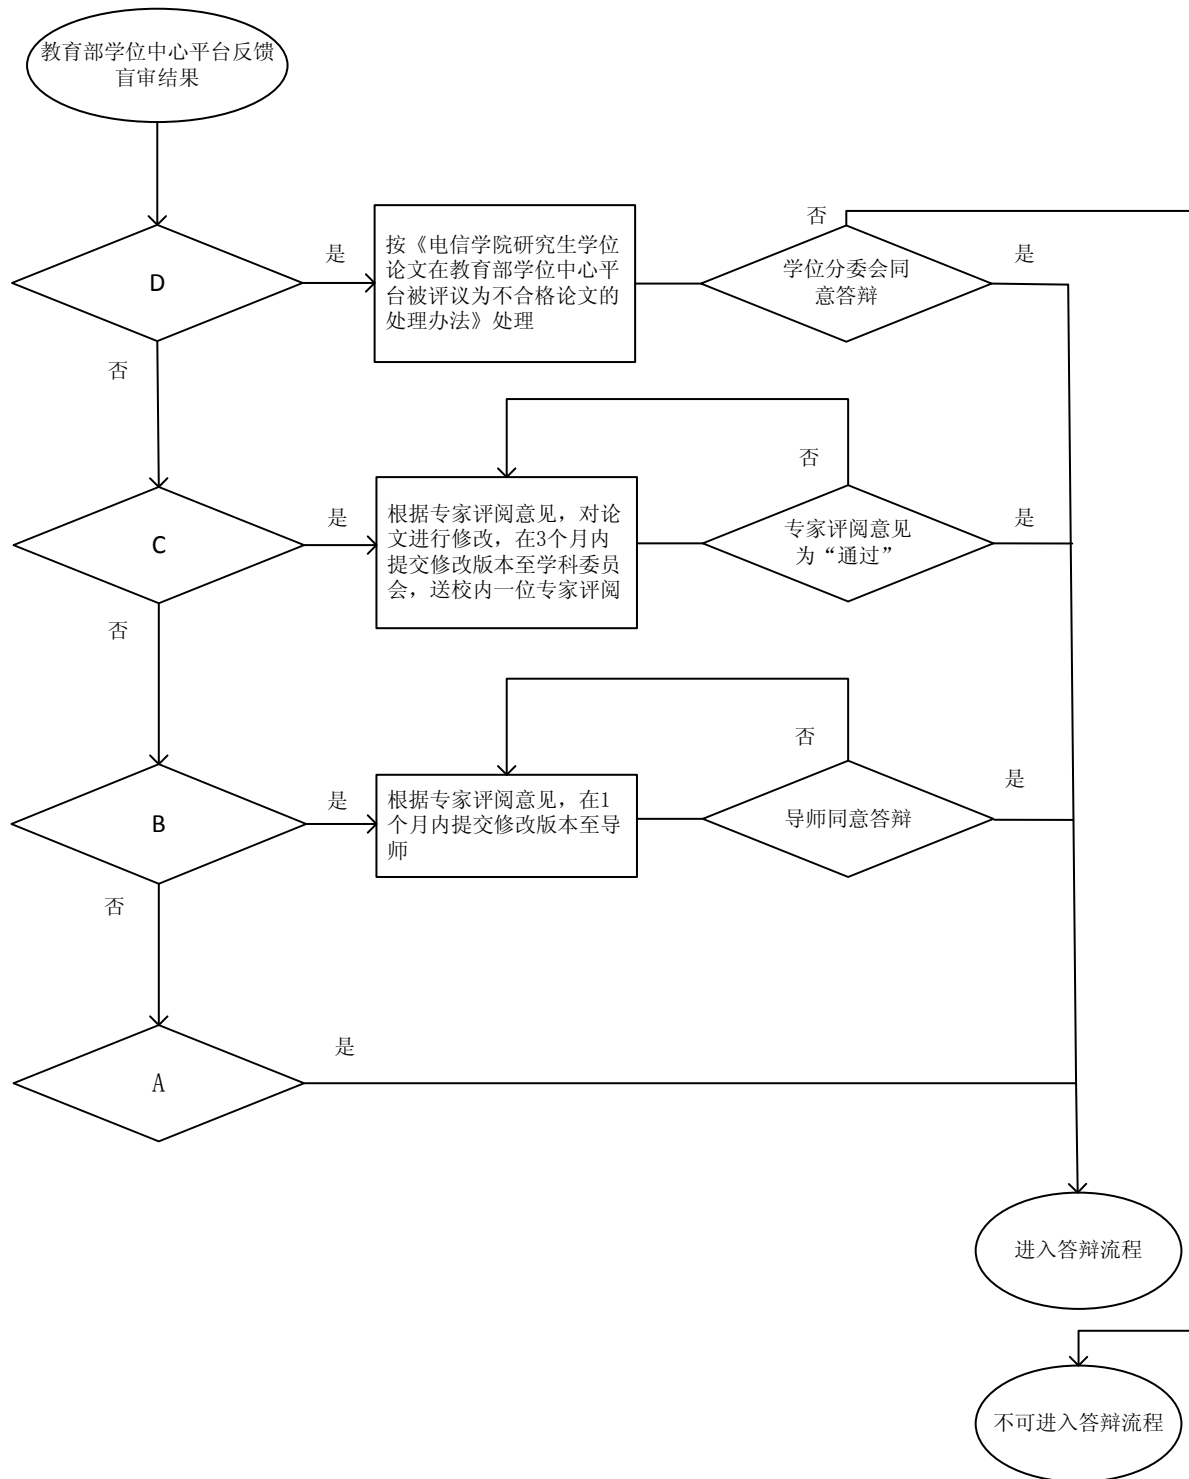 教育部学位中心平台反馈
盲审结果
否
是
是
D
按《电信学院研究生学位
论文在教育部学位中心平
台被评议为不合格论文的
处理办法》处理
学位分委会同
意答辩
否
否
是
是
C
根据专家评阅意见，对论
文进行修改，在3个月内
提交修改版本至学科委员
会，送校内一位专家评阅
专家评阅意见
为“通过”
否
否
是
是
B
根据专家评阅意见，在1
个月内提交修改版本至导
师
导师同意答辩
否
是
A
进入答辩流程
不可进入答辩流程